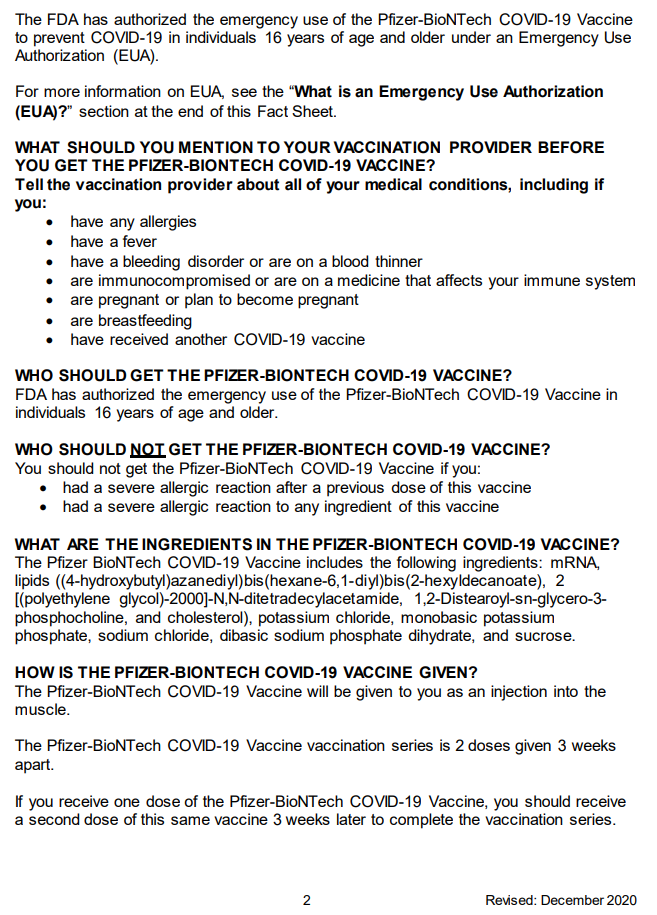 The FDA has authorized the emergency use of the Pfizer-BioNTech COVID-19 Vaccine
to prevent COVID-19 in individuals 16 years of age and older under an Emergency Use
Authorization (EUA).
For more information on EUA, see the “What is an Emergency Use Authorization
(EUA)?” section at the end of this Fact Sheet.
WHAT SHOULD YOU MENTION TO YOUR VACCINATION PROVIDER BEFORE
YOU GET THE PFIZER-BIONTECH COVID-19 VACCINE?
Tell the vaccination provider about all of your medical conditions, including if
you:
• have any allergies
• have a fever
• have a bleeding disorder or are on a blood thinner
• are immunocompromised or are on a medicine that affects your immune system
• are pregnant or plan to become pregnant
• are breastfeeding
• have received another COVID-19 vaccine
WHO SHOULD GET THE PFIZER-BIONTECH COVID-19 VACCINE?
FDA has authorized the emergency use of the Pfizer-BioNTech COVID-19 Vaccine in
individuals 16 years of age and older.
WHO SHOULD NOT GET THE PFIZER-BIONTECH COVID-19 VACCINE?
You should not get the Pfizer-BioNTech COVID-19 Vaccine if you:
• had a severe allergic reaction after a previous dose of this vaccine
• had a severe allergic reaction to any ingredient of this vaccine
WHAT ARE THE INGREDIENTS IN THE PFIZER-BIONTECH COVID-19 VACCINE?
The Pfizer BioNTech COVID-19 Vaccine includes the following ingredients: mRNA,
lipids ((4-hydroxybutyl)azanediyl)bis(hexane-6,1-diyl)bis(2-hexyldecanoate), 2
[(polyethylene glycol)-2000]-N,N-ditetradecylacetamide, 1,2-Distearoyl-sn-glycero-3-
phosphocholine, and cholesterol), potassium chloride, monobasic potassium
phosphate, sodium chloride, dibasic sodium phosphate dihydrate, and sucrose.
HOW IS THE PFIZER-BIONTECH COVID-19 VACCINE GIVEN?
The Pfizer-BioNTech COVID-19 Vaccine will be given to you as an injection into the
muscle.
The Pfizer-BioNTech COVID-19 Vaccine vaccination series is 2 doses given 3 weeks
apart.
If you receive one dose of the Pfizer-BioNTech COVID-19 Vaccine, you should receive
a second dose of this same vaccine 3 weeks later to complete the vaccination series.
2 Revised: December 2020